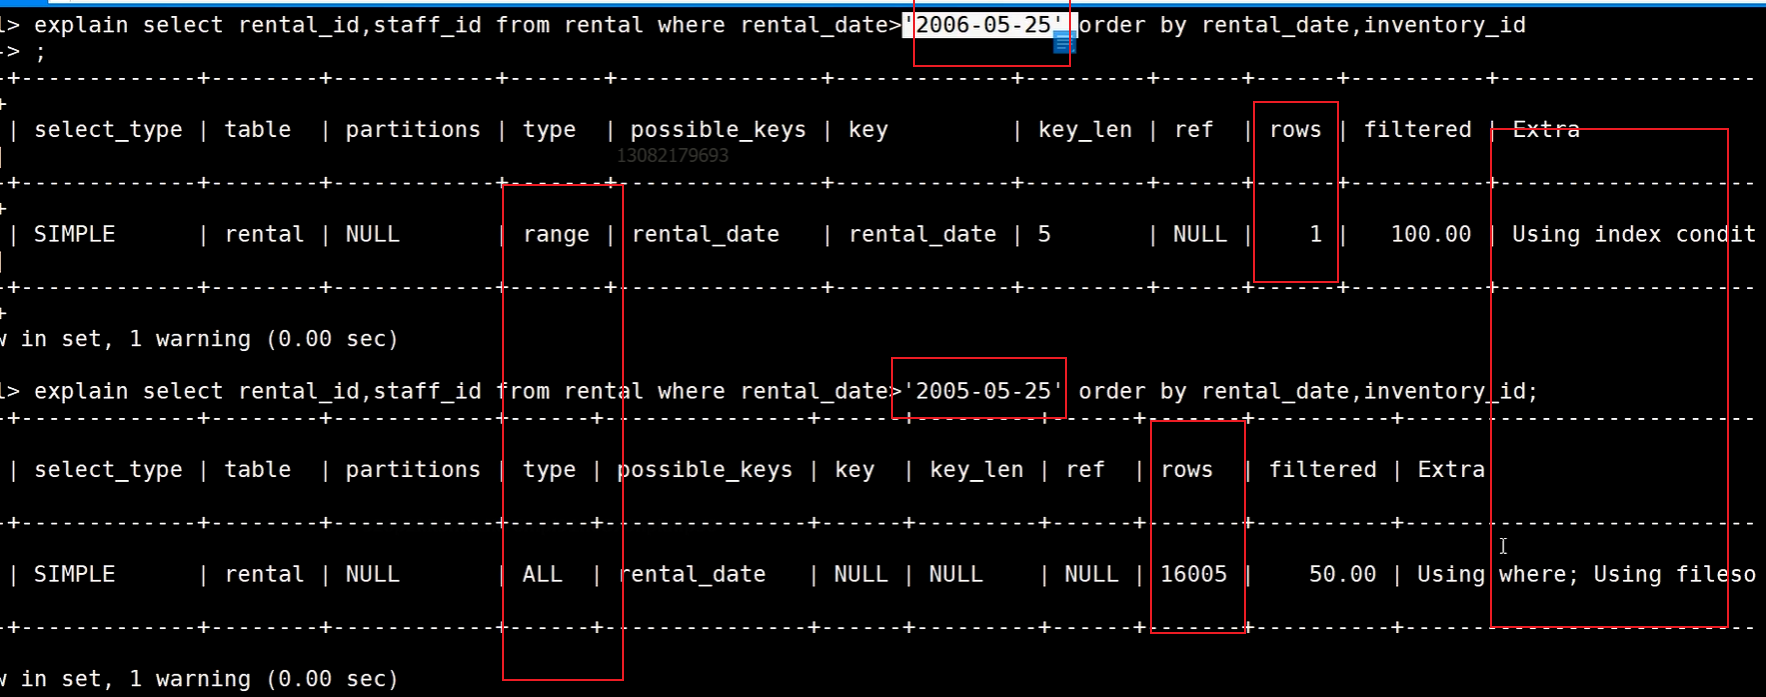 l> explain select rental_id,staff_id from rental where rental_date>'2006-05-25' order by rental_date,inventory_id
-> ;
-+-------------+--------+------------+-------+---------------+-------------+---------+------+------+----------+-------------------
+
| select_type | table  | partitions | type  | possible_keys | key         | key_len | ref  | rows | filtered | Extra
|
13082179693
-+-------------+--------+------------+-------+---------------+-------------+---------+------+------+----------+-------------------
+
| SIMPLE      | rental | NULL       | range | rental_date   | rental_date | 5       | NULL |    1 |   100.00 | Using index condit
|
-+-------------+--------+------------+-------+---------------+-------------+---------+------+------+----------+-------------------
+
w in set, 1 warning (0.00 sec)
l> explain select rental_id,staff_id from rental where rental_date>'2005-05-25' order by rental_date,inventory_id;
-+-------------+--------+------------+------+---------------+------+---------+------+-------+----------+--------------------------
| select_type | table  | partitions | type | possible_keys | key  | key_len | ref  | rows  | filtered | Extra
-+-------------+--------+------------+------+---------------+------+---------+------+-------+----------+--------------------------
| SIMPLE      | rental | NULL       | ALL  | rental_date   | NULL | NULL    | NULL | 16005 |    50.00 | Using where; Using fileso
-+-------------+--------+------------+------+---------------+------+---------+------+-------+----------+--------------------------
w in set, 1 warning (0.00 sec)